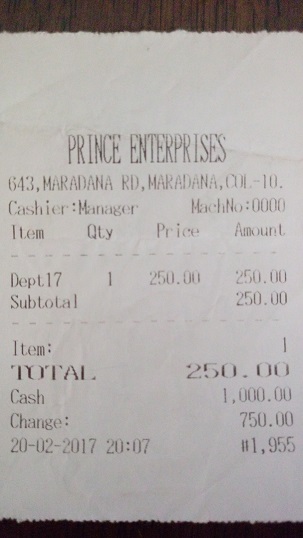 PRINCE ENTERPRISES
643,MARADANA RD,MARADANA,COL-10.
Cashier:Manager MachNo:0000
Item Qty Price Amount
Dept17 1 250.00 250.00
Subtotal 250.00
Item: 1
TOTAL 250.00
Cash 1,000.00
Change: 750.00
20-02-2017 20:07 #1,955